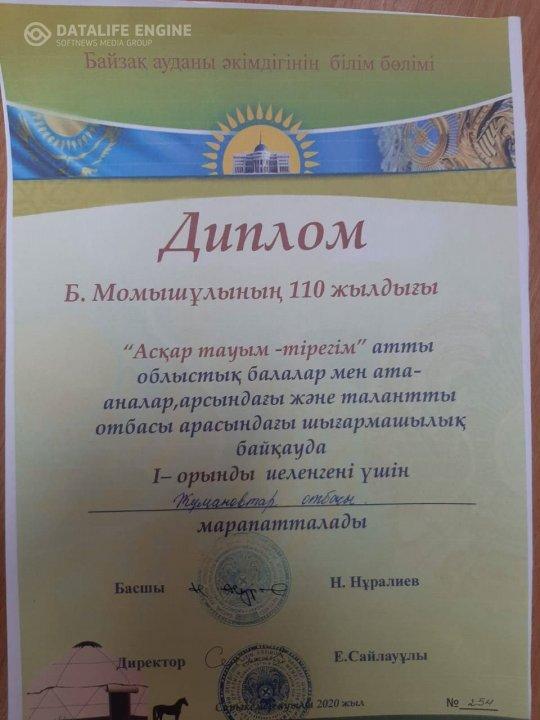 DATALIFE ENGINE
SOFTNEWS MEDIA GROUP
Байзақ ауданы әкімдігінің білім бөлімі
Диплом
Б. Момышұлының 110 жылдығы
“Асқар тауым -тірегім” атты
облыстық балалар мен ата-
аналар,арсындағы және талантты
отбасы арасындағы шығармашылық
байқауда
I– орынды иеленгені үшін
Жумановтар отбасы
марапатталады
Басшы Н. Нұралиев
Директор Е.Сайлауұлы
ауылы 2020 жыл № 254